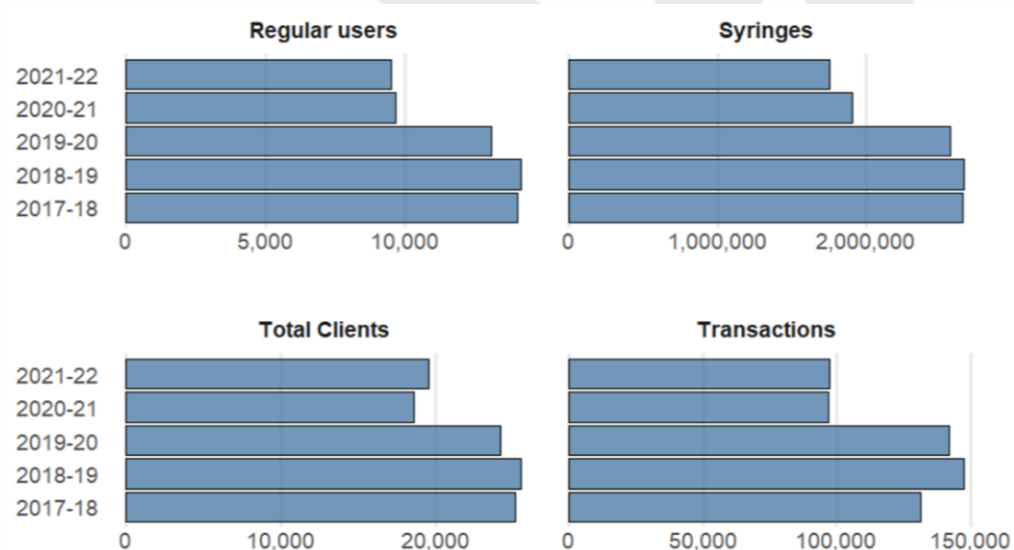 Regular users
Syringes
2021-22
2020-21
2019-20
2018-19
2017-18
0 5,000 10,000
0 1,000,000 2,000,000
Total Clients
Transactions
2021-22
2020-21
2019-20
2018-19
2017-18
0 10,000 20,000
0 50,000 100,000 150,000